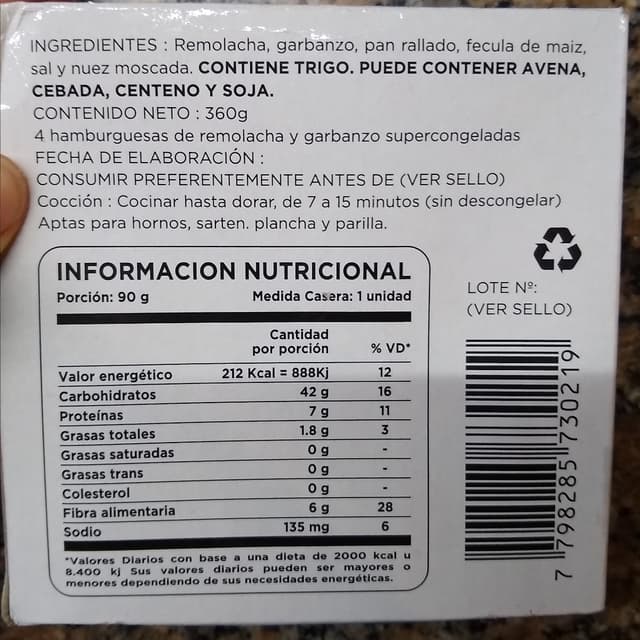 INGREDIENTES : Remolacha, garbanzo, pan rallado, fecula de maiz,
sal y nuez moscada. CONTIENE TRIGO. PUEDE CONTENER AVENA,
CEBADA, CENTENO Y SOJA.
CONTENIDO NETO : 360g
4 hamburguesas de remolacha y garbanzo supercongeladas
FECHA DE ELABORACIÓN :
CONSUMIR PREFERENTEMENTE ANTES DE (VER SELLO)
Cocción : Cocinar hasta dorar, de 7 a 15 minutos (sin descongelar)
Aptas para hornos, sarten. plancha y parilla.
INFORMACION NUTRICIONAL
Porción: 90 g Medida Casera: 1 unidad
Cantidad
por porción % VD*
Valor energético 212 Kcal = 888Kj 12
Carbohidratos 42 g 16
Proteínas 7 g 11
Grasas totales 1.8 g 3
Grasas saturadas 0 g -
Grasas trans 0 g -
Colesterol 0 g -
Fibra alimentaria 6 g 28
Sodio 135 mg 6
*Valores Diarios con base a una dieta de 2000 kcal u
8.400 kj Sus valores diarios pueden ser mayores o
menores dependiendo de sus necesidades energéticas.
LOTE Nº:
(VER SELLO)
7 798285 730219